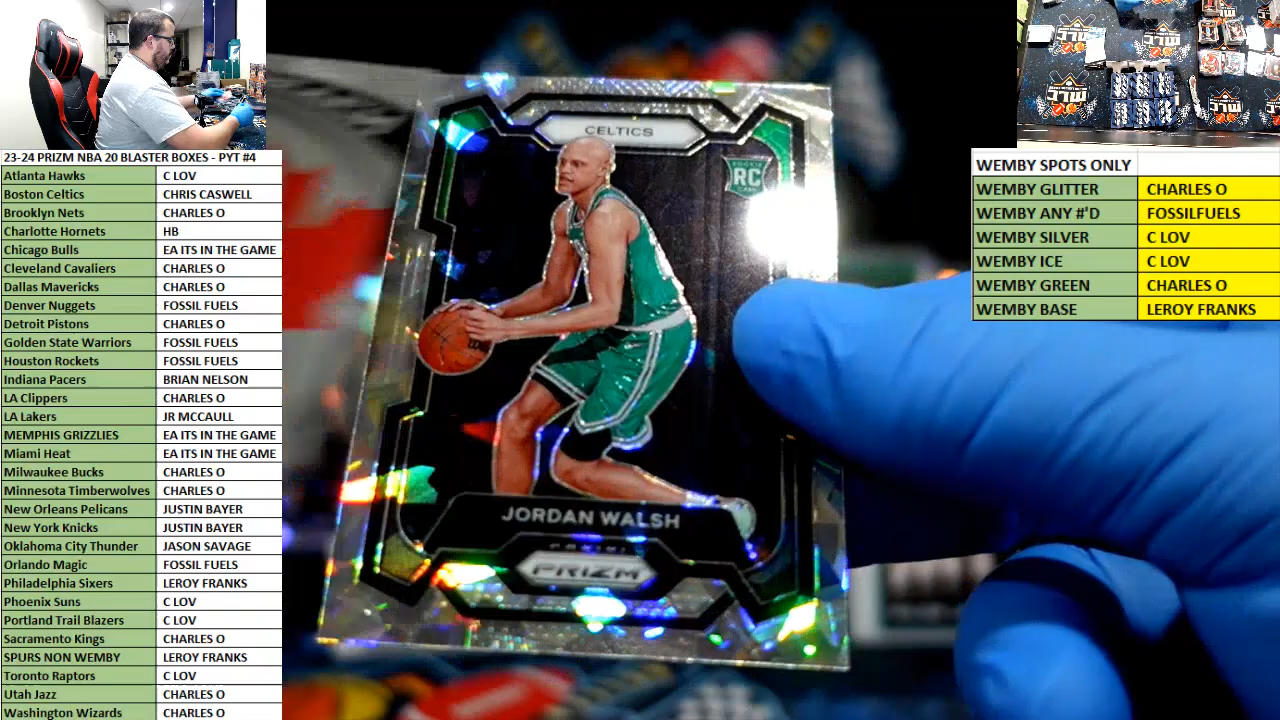 23-24 PRIZM NBA 20 BLASTER BOXES - PYT #4
Atlanta Hawks C LOV
Boston Celtics CHRIS CASWELL
Brooklyn Nets CHARLES O
Charlotte Hornets HB
Chicago Bulls EA ITS IN THE GAME
Cleveland Cavaliers CHARLES O
Dallas Mavericks CHARLES O
Denver Nuggets FOSSIL FUELS
Detroit Pistons CHARLES O
Golden State Warriors FOSSIL FUELS
Houston Rockets FOSSIL FUELS
Indiana Pacers BRIAN NELSON
LA Clippers CHARLES O
LA Lakers JR MCCAULL
MEMPHIS GRIZZLIES EA ITS IN THE GAME
Miami Heat EA ITS IN THE GAME
Milwaukee Bucks CHARLES O
Minnesota Timberwolves CHARLES O
New Orleans Pelicans JUSTIN BAYER
New York Knicks JUSTIN BAYER
Oklahoma City Thunder JASON SAVAGE
Orlando Magic FOSSIL FUELS
Philadelphia Sixers LEROY FRANKS
Phoenix Suns C LOV
Portland Trail Blazers C LOV
Sacramento Kings CHARLES O
SPURS NON WEMBY LEROY FRANKS
Toronto Raptors C LOV
Utah Jazz CHARLES O
Washington Wizards CHARLES O
CELTICS
ROOKIE
RC
CARD
JORDAN WALSH
PANINI
PRIZM
WEMBY SPOTS ONLY
WEMBY GLITTER CHARLES O
WEMBY ANY #'D FOSSILFUELS
WEMBY SILVER C LOV
WEMBY ICE C LOV
WEMBY GREEN CHARLES O
WEMBY BASE LEROY FRANKS